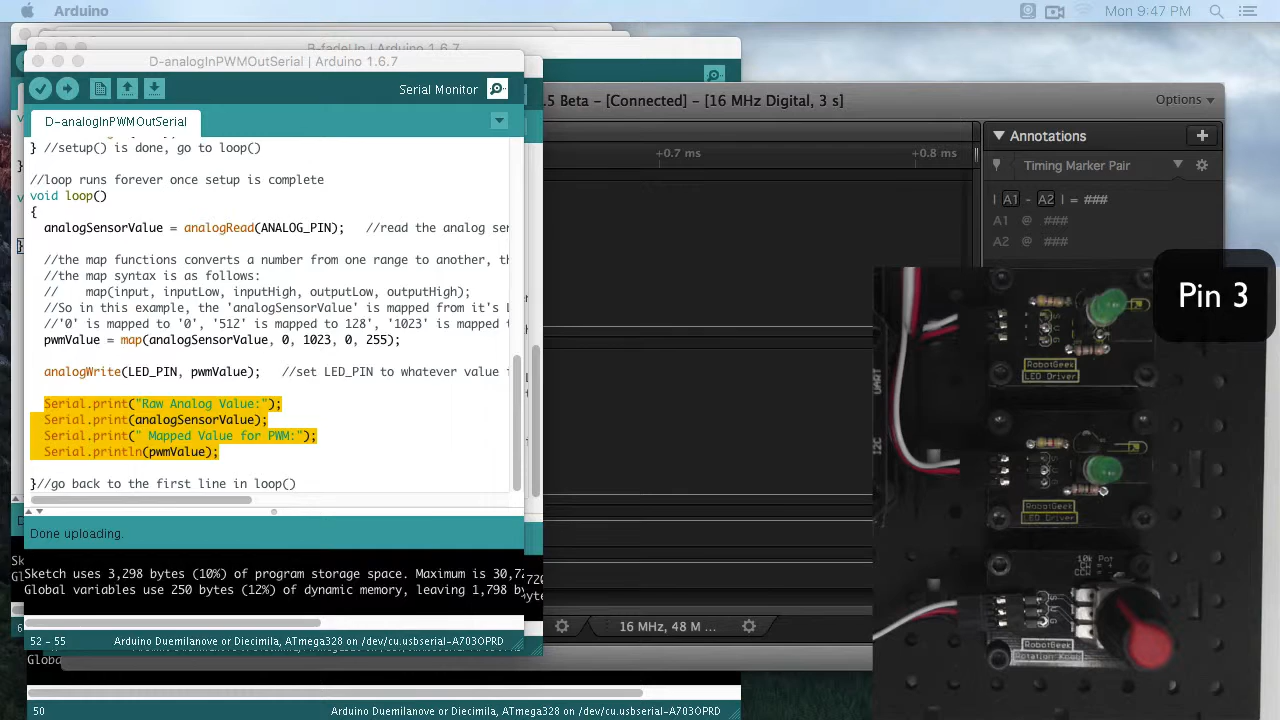 Arduino
Mon 9:47 PM
B-fadeUp | Arduino 1.6.7
D-analogInPWMOutSerial | Arduino 1.6.7
Serial Monitor
D-analogInPWMOutSerial
} //setup() is done, go to loop()
//loop runs forever once setup is complete
void loop()
{
analogSensorValue = analogRead(ANALOG_PIN); //read the analog sen
//the map functions converts a number from one range to another, th
//the map syntax is as follows:
// map(input, inputLow, inputHigh, outputLow, outputHigh);
//So in this example, the 'analogSensorValue' is mapped from it's L
//'0' is mapped to '0', '512' is mapped to 128', '1023' is mapped t
pwmValue = map(analogSensorValue, 0, 1023, 0, 255);
analogWrite(LED_PIN, pwmValue); //set LED_PIN to whatever value f
Serial.print("Raw Analog Value:");
Serial.print(analogSensorValue);
Serial.print(" Mapped Value for PWM:");
Serial.println(pwmValue);
}//go back to the first line in loop()
Done uploading.
Sketch uses 3,298 bytes (10%) of program storage space. Maximum is 30,72
Global variables use 250 bytes (12%) of dynamic memory, leaving 1,798 by
52 - 55
Arduino Duemilanove or Diecimila, ATmega328 on /dev/cu.usbserial-A703OPRD
Globa
50
Arduino Duemilanove or Diecimila, ATmega328 on /dev/cu.usbserial-A703OPRD
.5 Beta - [Connected] - [16 MHz Digital, 3 s]
Options
+0.7 ms
+0.8 ms
Annotations
Timing Marker Pair
| A1 - A2 | = ###
A1 @ ###
A2 @ ###
16 MHz, 48 M ...
Pin 3
RobotGeek
LED Driver
RobotGeek
LED Driver
10k Pot
CCW = +
CW = -
RobotGeek
Rotation Knob